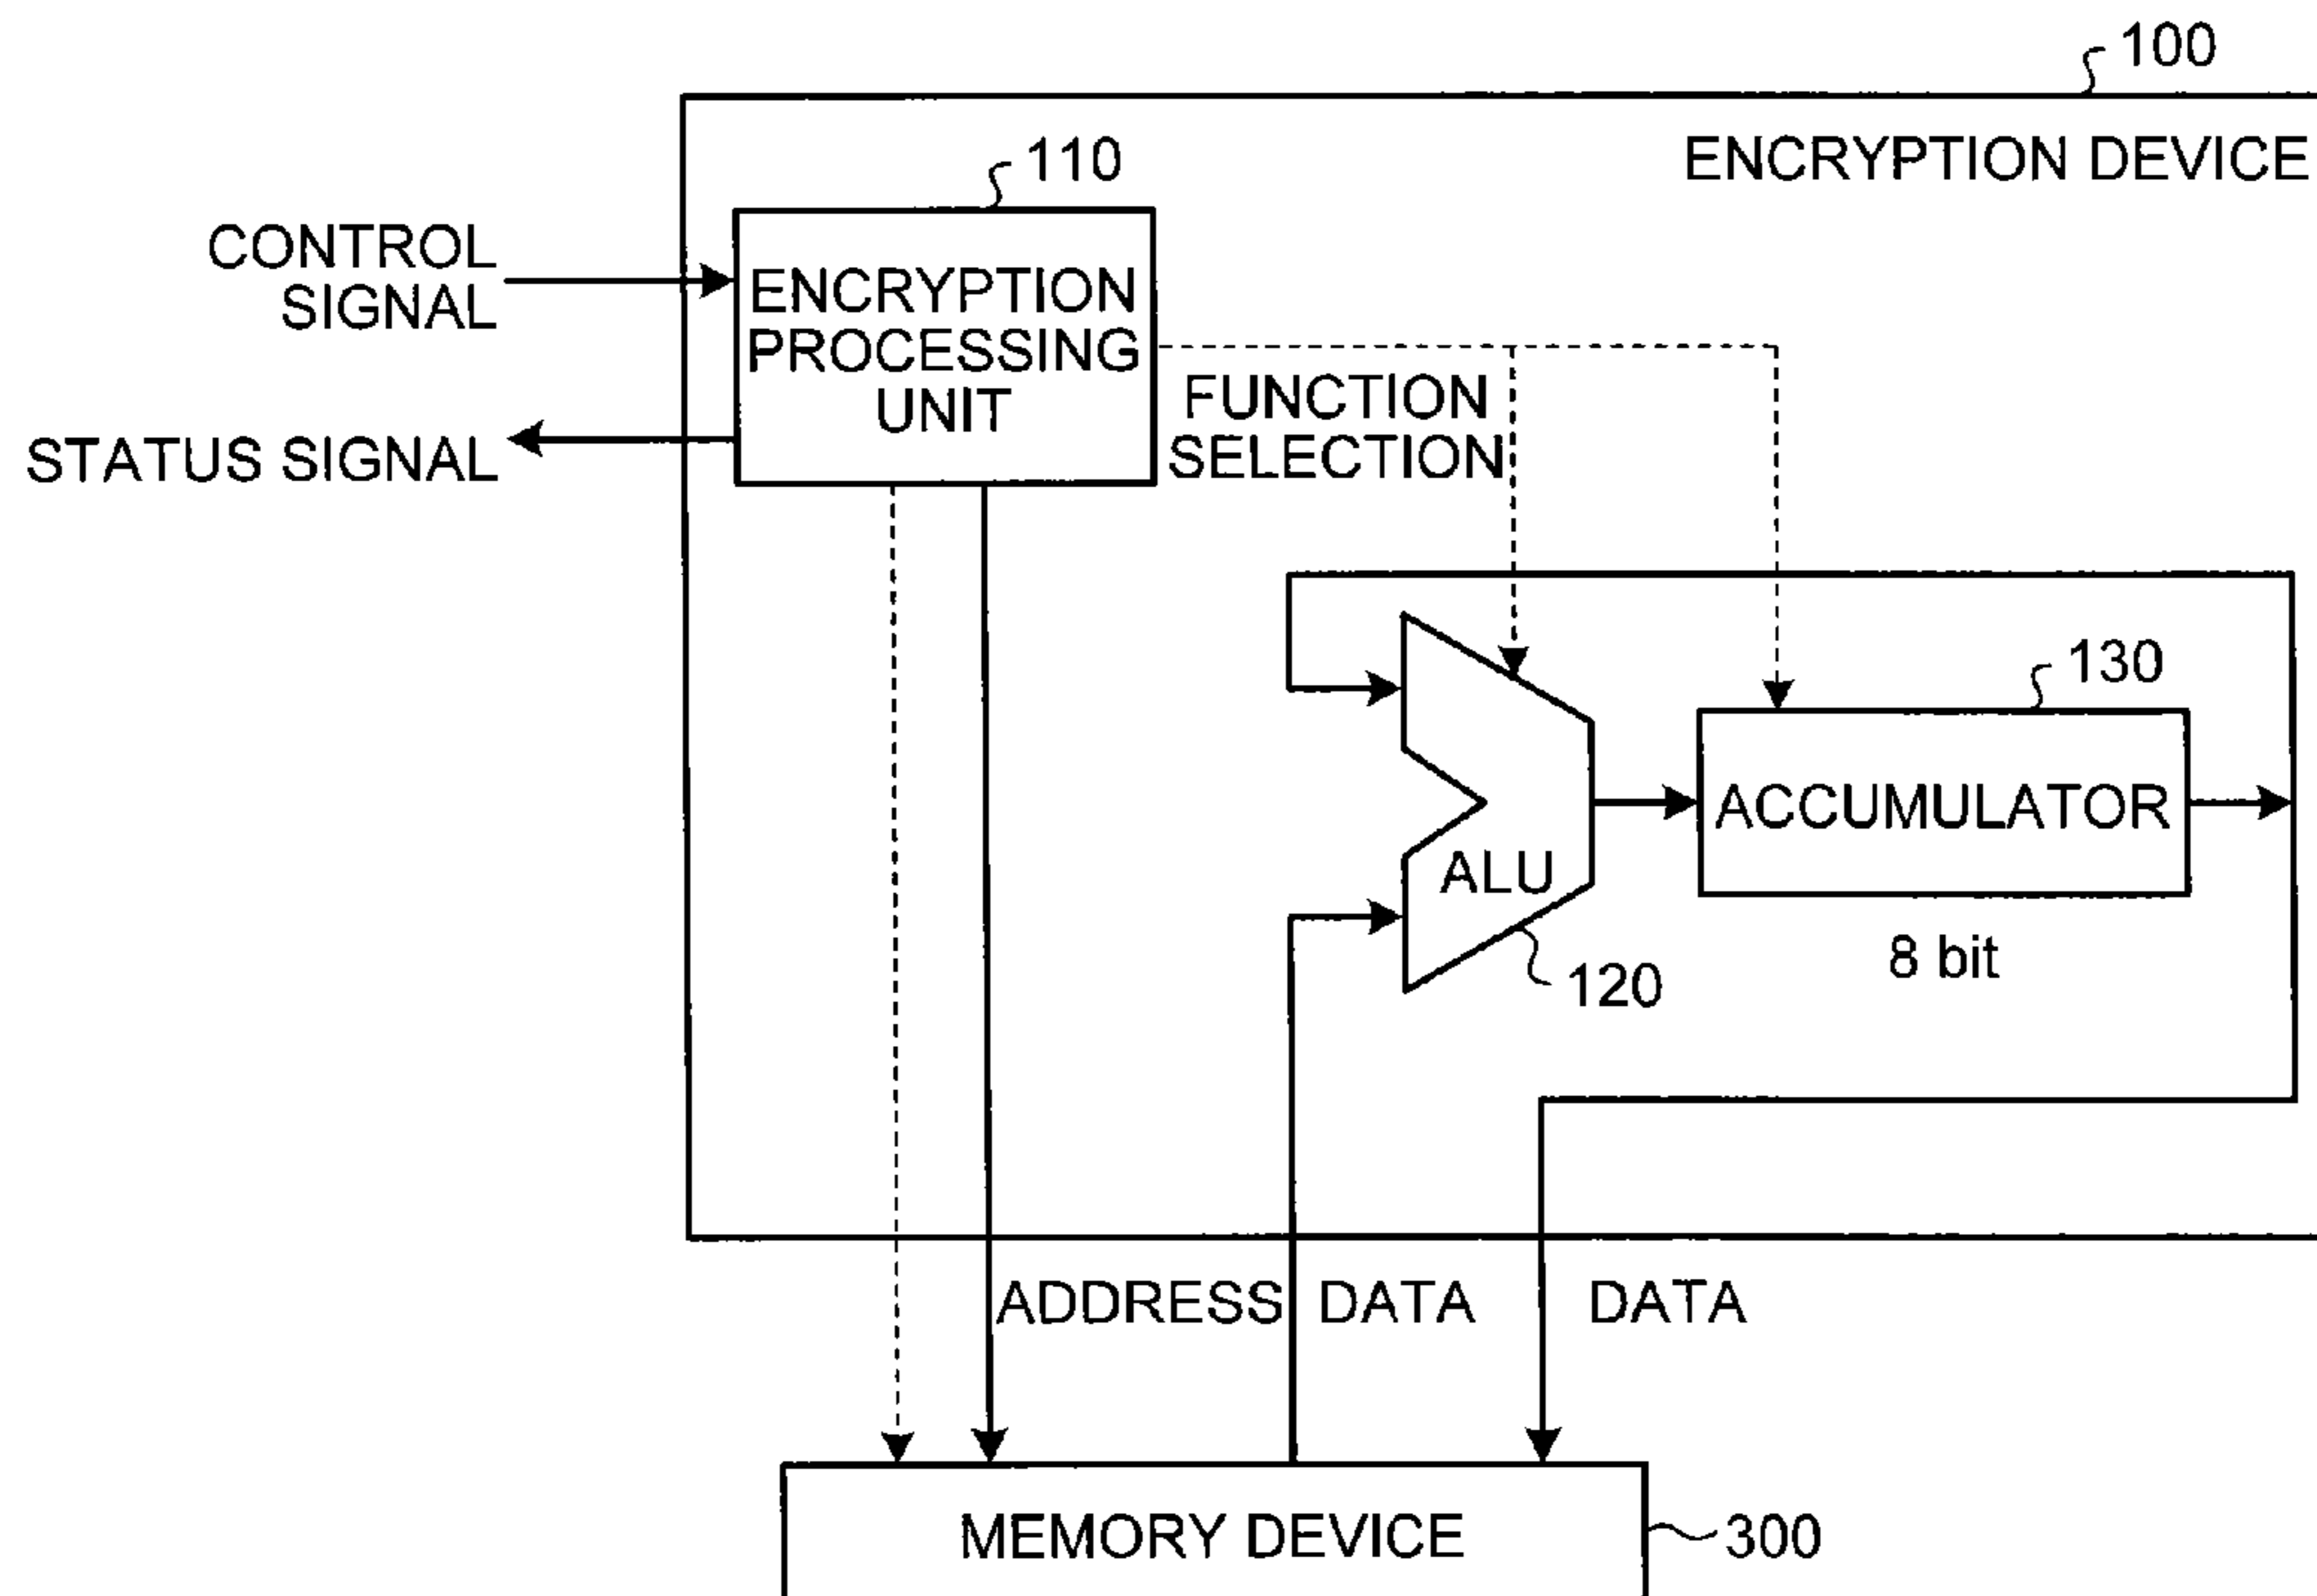 100
ENCRYPTION DEVICE
110
CONTROL
SIGNAL
ENCRYPTION
PROCESSING
UNIT
STATUS SIGNAL
FUNCTION
SELECTION
130
ACCUMULATOR
ALU
8 bit
120
ADDRESS
DATA
DATA
MEMORY DEVICE
300